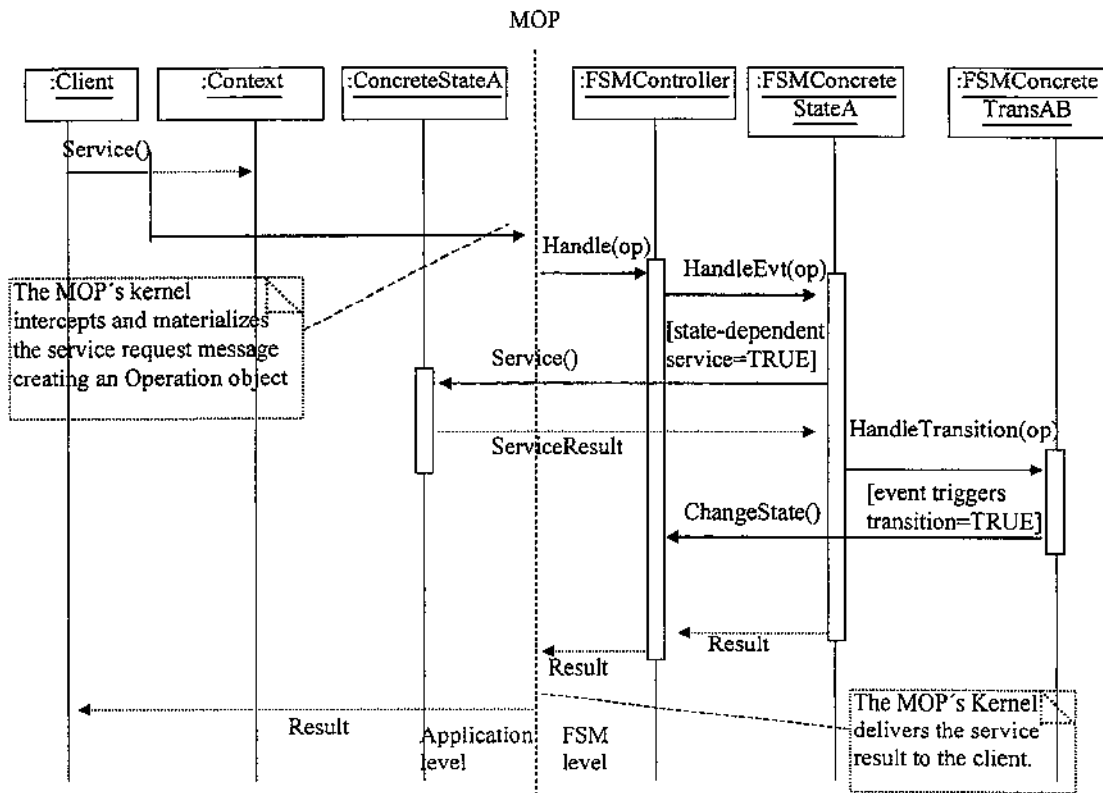 MOP
:Client
:Context
:ConcreteStateA
:FSMController
:FSMConcrete
StateA
:FSMConcrete
TransAB
Service()
Handle(op)
HandleEvt(op)
The MOP´s kernel
intercepts and materializes
the service request message
creating an Operation object
[state-dependent
service=TRUE]
Service()
ServiceResult
HandleTransition(op)
[event triggers
transition=TRUE]
ChangeState()
Result
Result
Result
Application
level
FSM
level
The MOP´s Kernel
delivers the service
result to the client.